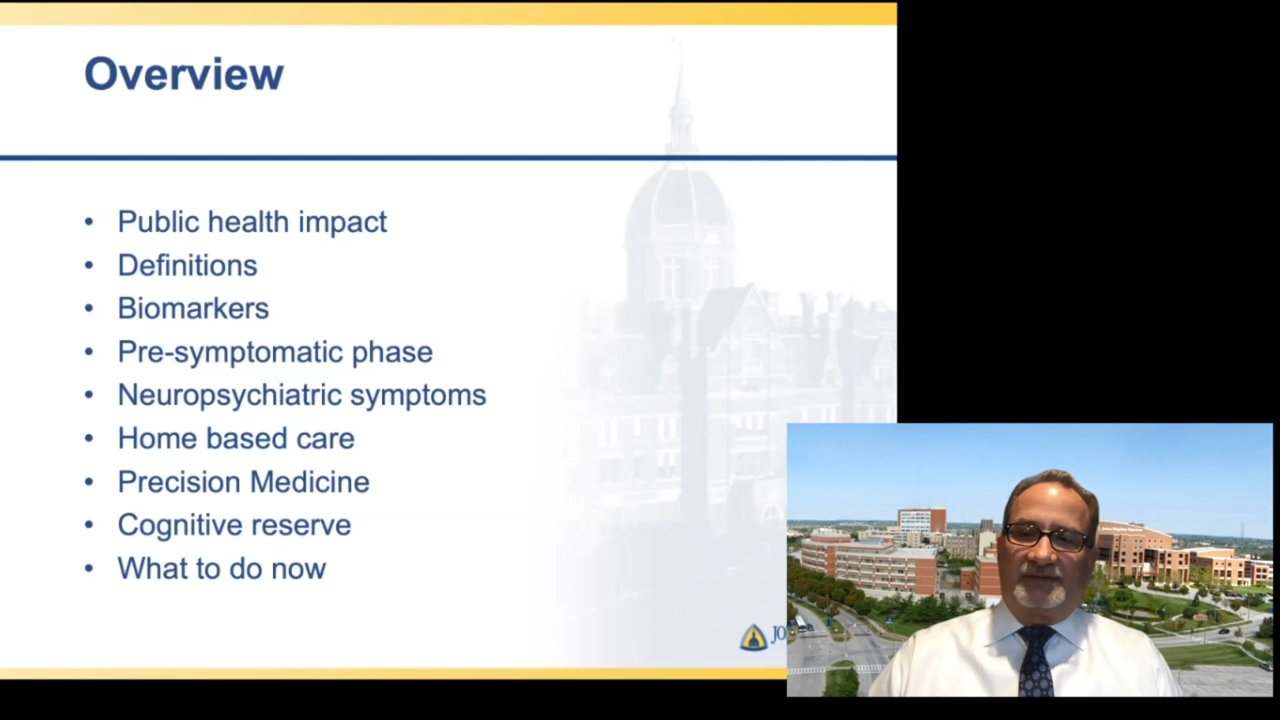 Overview
• Public health impact
• Definitions
• Biomarkers
• Pre-symptomatic phase
• Neuropsychiatric symptoms
• Home based care
• Precision Medicine
• Cognitive reserve
• What to do now
JO